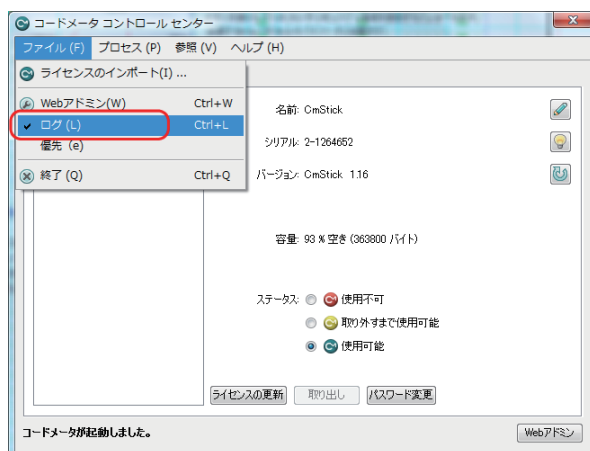 コードメータ コントロール センター
ファイル (F) プロセス (P) 参照 (V) ヘルプ (H)
ライセンスのインポート(I) ...
Webアドミン(W) Ctrl+W
ログ (L) Ctrl+L
優先 (e)
終了 (Q) Ctrl+Q
名前: CmStick
シリアル: 2-1264652
バージョン: CmStick 1.16
容量: 93 % 空き (363800 バイト)
ステータス: 使用不可
取り外すまで使用可能
使用可能
ライセンスの更新 取り出し パスワード変更
コードメータが起動しました。 Webアドミン